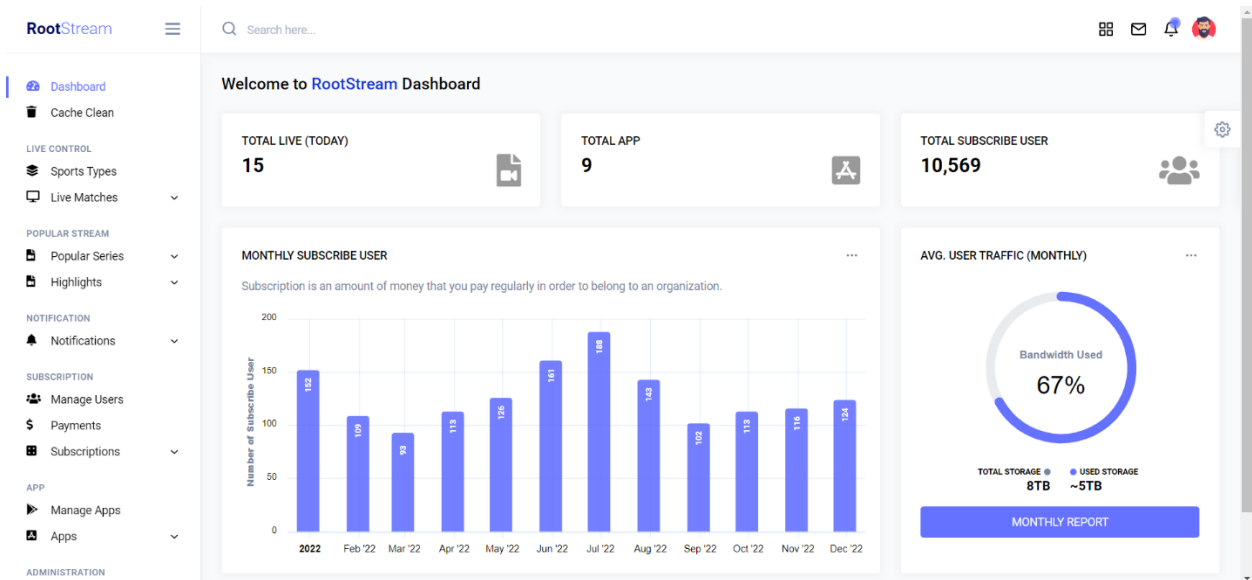 RootStream
Search here...
Dashboard
Cache Clean
LIVE CONTROL
Sports Types
Live Matches
POPULAR STREAM
Popular Series
Highlights
NOTIFICATION
Notifications
SUBSCRIPTION
Manage Users
Payments
Subscriptions
APP
Manage Apps
Apps
ADMINISTRATION
Welcome to RootStream Dashboard
TOTAL LIVE (TODAY)
15
TOTAL APP
9
TOTAL SUBSCRIBE USER
10,569
MONTHLY SUBSCRIBE USER
Subscription is an amount of money that you pay regularly in order to belong to an organization.
Number of Subscribe User
200
150
100
50
0
152
109
93
113
126
161
188
143
102
113
116
124
2022 Feb '22 Mar '22 Apr '22 May '22 Jun '22 Jul '22 Aug '22 Sep '22 Oct '22 Nov '22 Dec '22
AVG. USER TRAFFIC (MONTHLY)
Bandwidth Used
67%
TOTAL STORAGE USED STORAGE
8TB ~5TB
MONTHLY REPORT